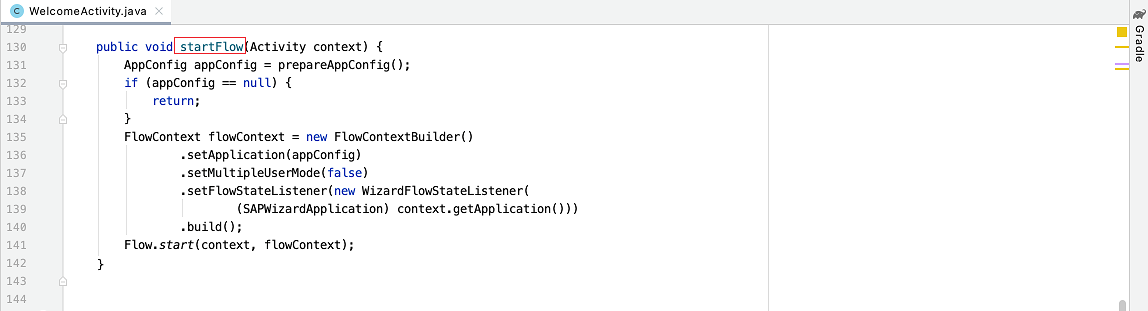 WelcomeActivity.java
Gradle
129
130 public void startFlow(Activity context) {
131 AppConfig appConfig = prepareAppConfig();
132 if (appConfig == null) {
133 return;
134 }
135 FlowContext flowContext = new FlowContextBuilder()
136 .setApplication(appConfig)
137 .setMultipleUserMode(false)
138 .setFlowStateListener(new WizardFlowStateListener(
139 (SAPWizardApplication) context.getApplication()))
140 .build();
141 Flow.start(context, flowContext);
142 }
143
144